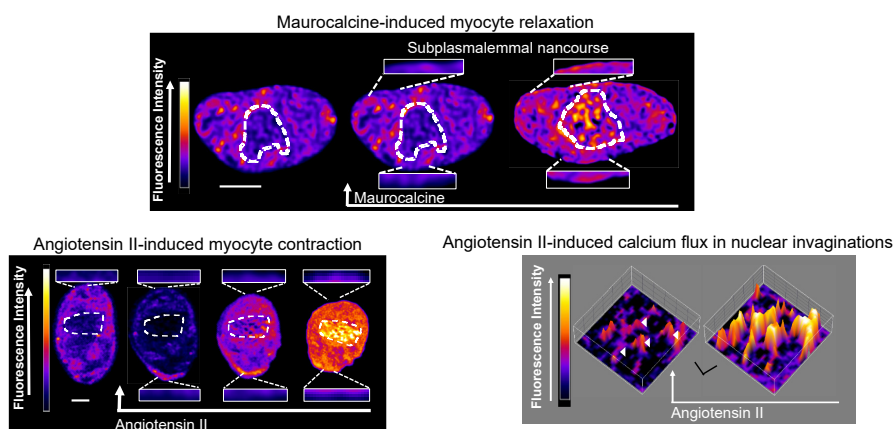 Maurocalcine-induced myocyte relaxation
Subplasmalemmal nancourse
Fluorescence Intensity
Maurocalcine
Angiotensin II-induced myocyte contraction
Fluorescence Intensity
Angiotensin II
Angiotensin II-induced calcium flux in nuclear invaginations
Fluorescence Intensity
Angiotensin II